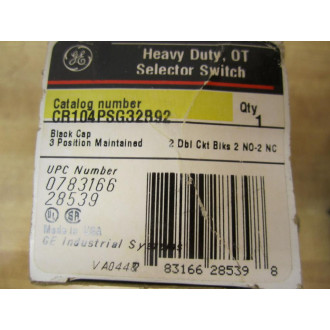 GE
Heavy Duty, OT
Selector Switch
Catalog number
CR104PSG32B92
Qty
1
Black Cap
3 Position Maintained
2 Dbl Ckt Blks 2 NO-2 NC
UPC Number
0783166
28539
Made in USA
GE Industrial Systems
83166 28539 8